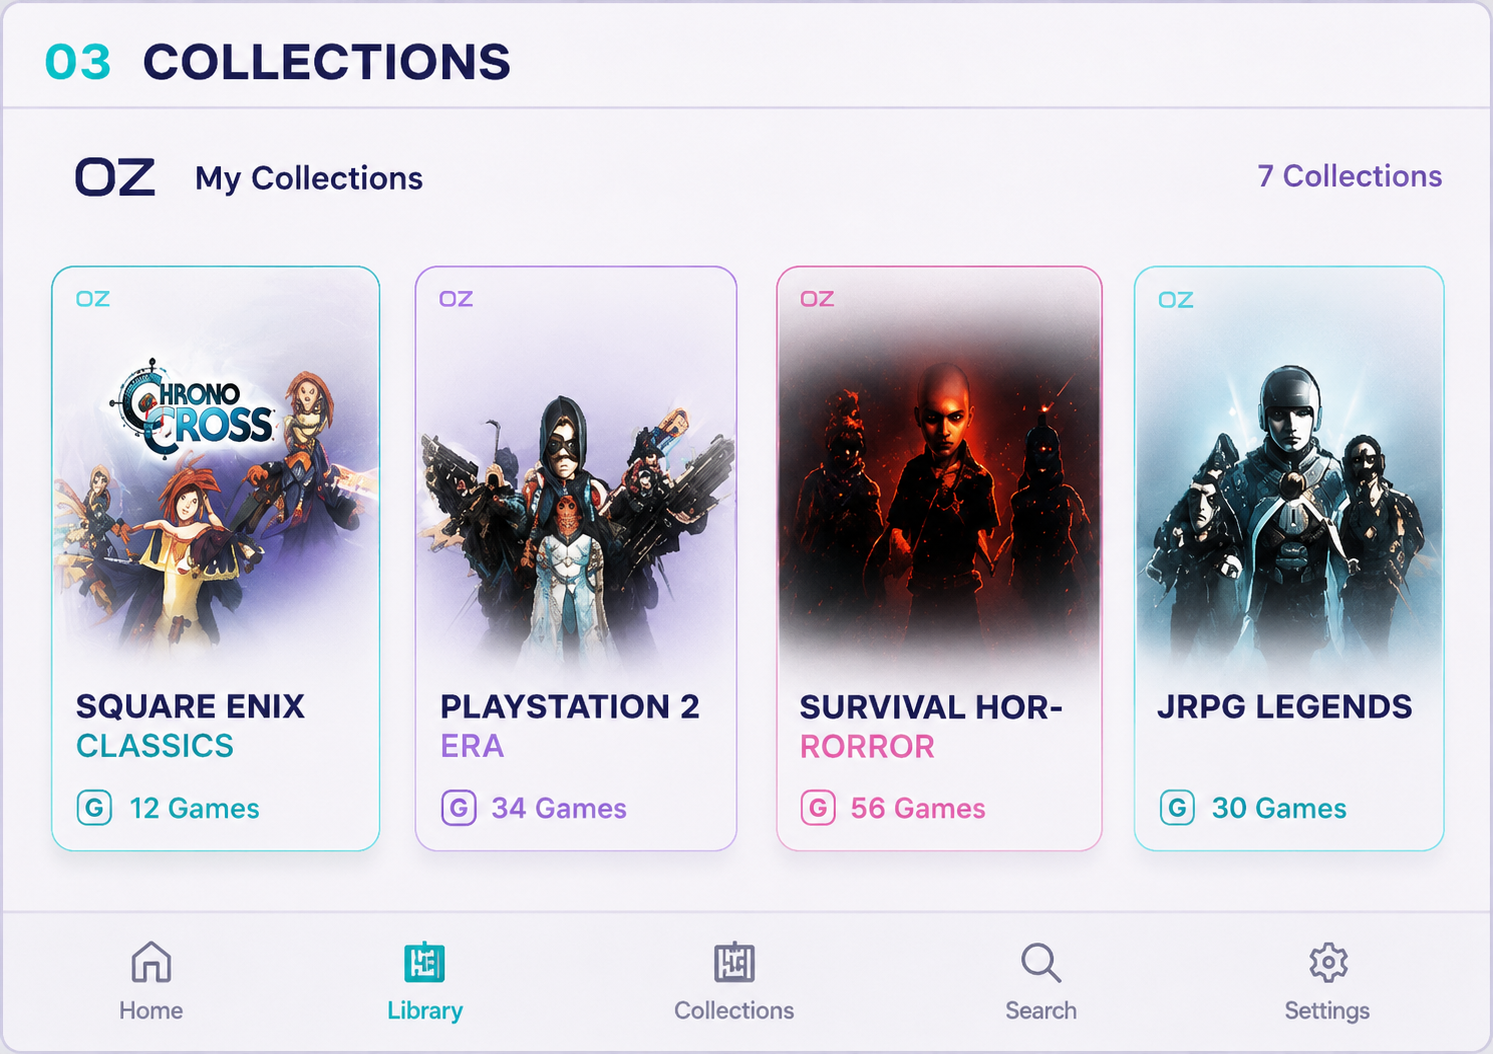 03 COLLECTIONS
OZ My Collections
7 Collections
OZ
CHRONO
CROSS
SQUARE ENIX
CLASSICS
G 12 Games
OZ
PLAYSTATION 2
ERA
G 34 Games
OZ
SURVIVAL HOR-
RORROR
G 56 Games
OZ
JRPG LEGENDS
G 30 Games
Home
Library
Collections
Search
Settings